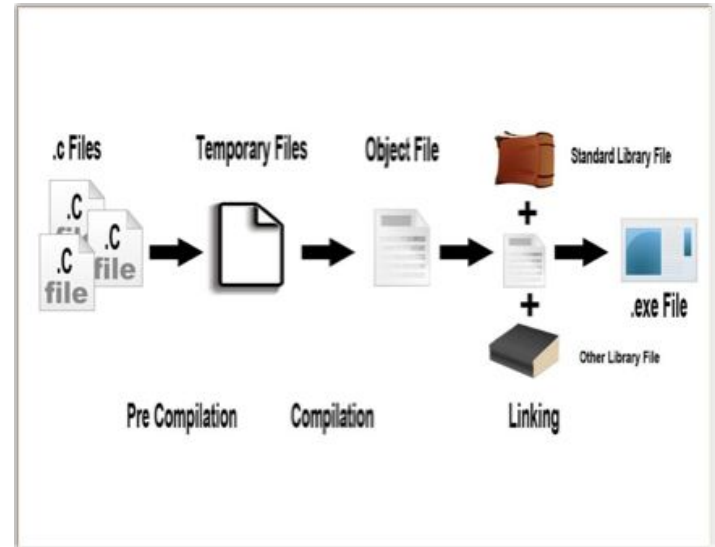 .c Files
Temporary Files
Object File
Standard Library File
.C
file
.C
file
.C
file
+
+
.exe File
Other Library File
Pre Compilation
Compilation
Linking